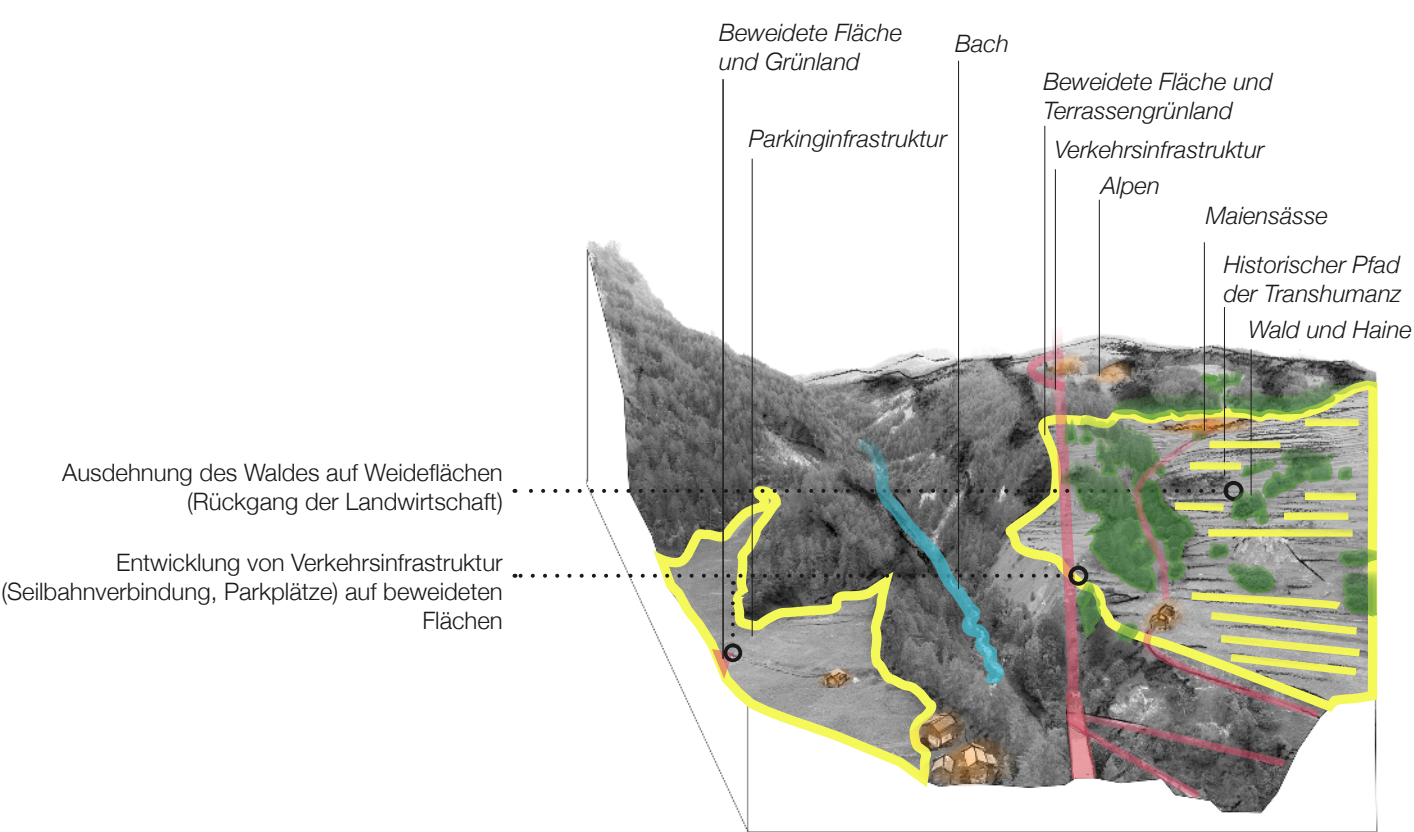 Beweidete Fläche
und Grünland
Bach
Beweidete Fläche und
Terrassengrünland
Parkinginfrastruktur
Verkehrsinfrastruktur
Alpen
Maiensässe
Historischer Pfad
der Transhumanz
Wald und Haine
Ausdehnung des Waldes auf Weideflächen
(Rückgang der Landwirtschaft)
Entwicklung von Verkehrsinfrastruktur
(Seilbahnverbindung, Parkplätze) auf beweideten
Flächen